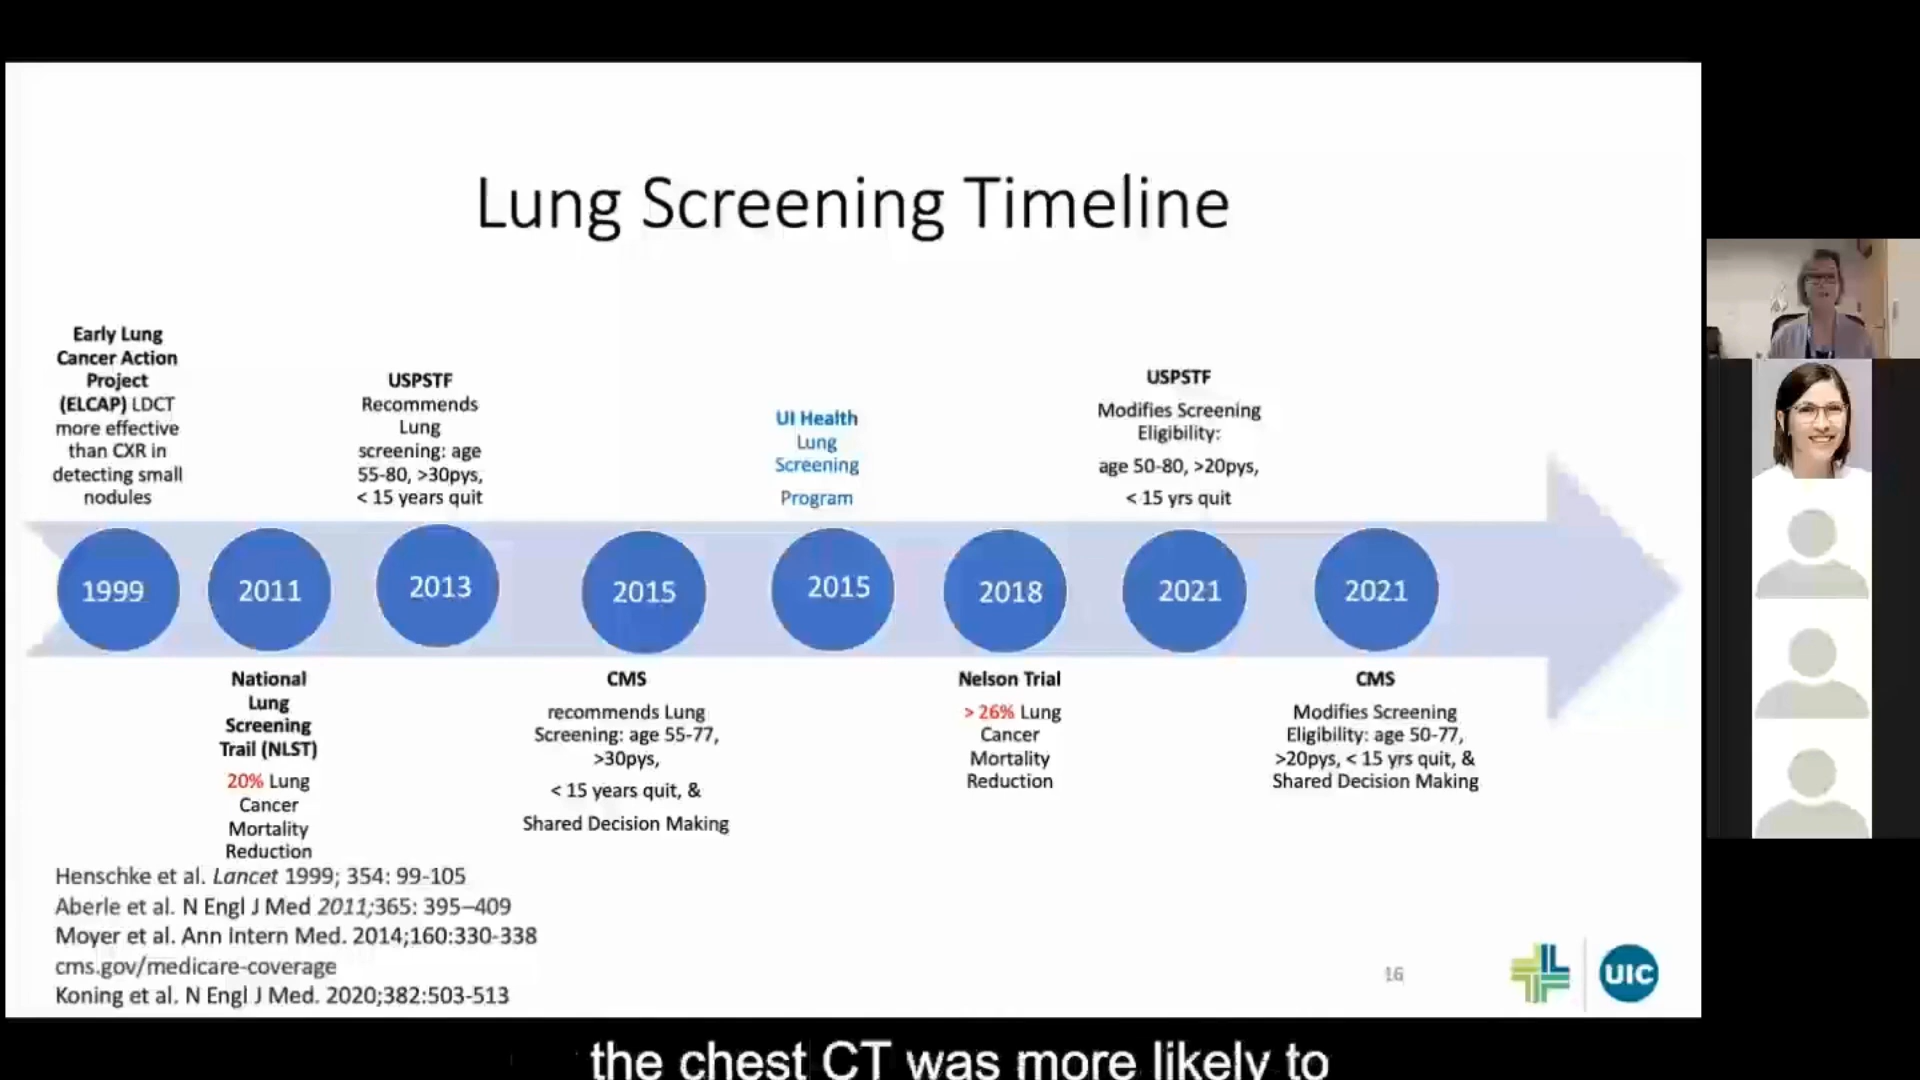 Lung Screening Timeline
Early Lung
Cancer Action
Project
(ELCAP) LDCT
more effective
than CXR in
detecting small
nodules
USPSTF
Recommends
Lung
screening: age
55-80, >30pys,
< 15 years quit
UI Health
Lung
Screening
Program
USPSTF
Modifies Screening
Eligibility:
age 50-80, >20pys,
< 15 yrs quit
1999
2011
2013
2015
2015
2018
2021
2021
National
Lung
Screening
Trail (NLST)
20% Lung
Cancer
Mortality
Reduction
CMS
recommends Lung
Screening: age 55-77,
>30pys,
< 15 years quit, &
Shared Decision Making
Nelson Trial
> 26% Lung
Cancer
Mortality
Reduction
CMS
Modifies Screening
Eligibility: age 50-77,
>20pys, < 15 yrs quit, &
Shared Decision Making
Henschke et al. Lancet 1999; 354: 99-105
Aberle et al. N Engl J Med 2011;365: 395–409
Moyer et al. Ann Intern Med. 2014;160:330-338
cms.gov/medicare-coverage
Koning et al. N Engl J Med. 2020;382:503-513
16
UIC
the chest CT was more likely to